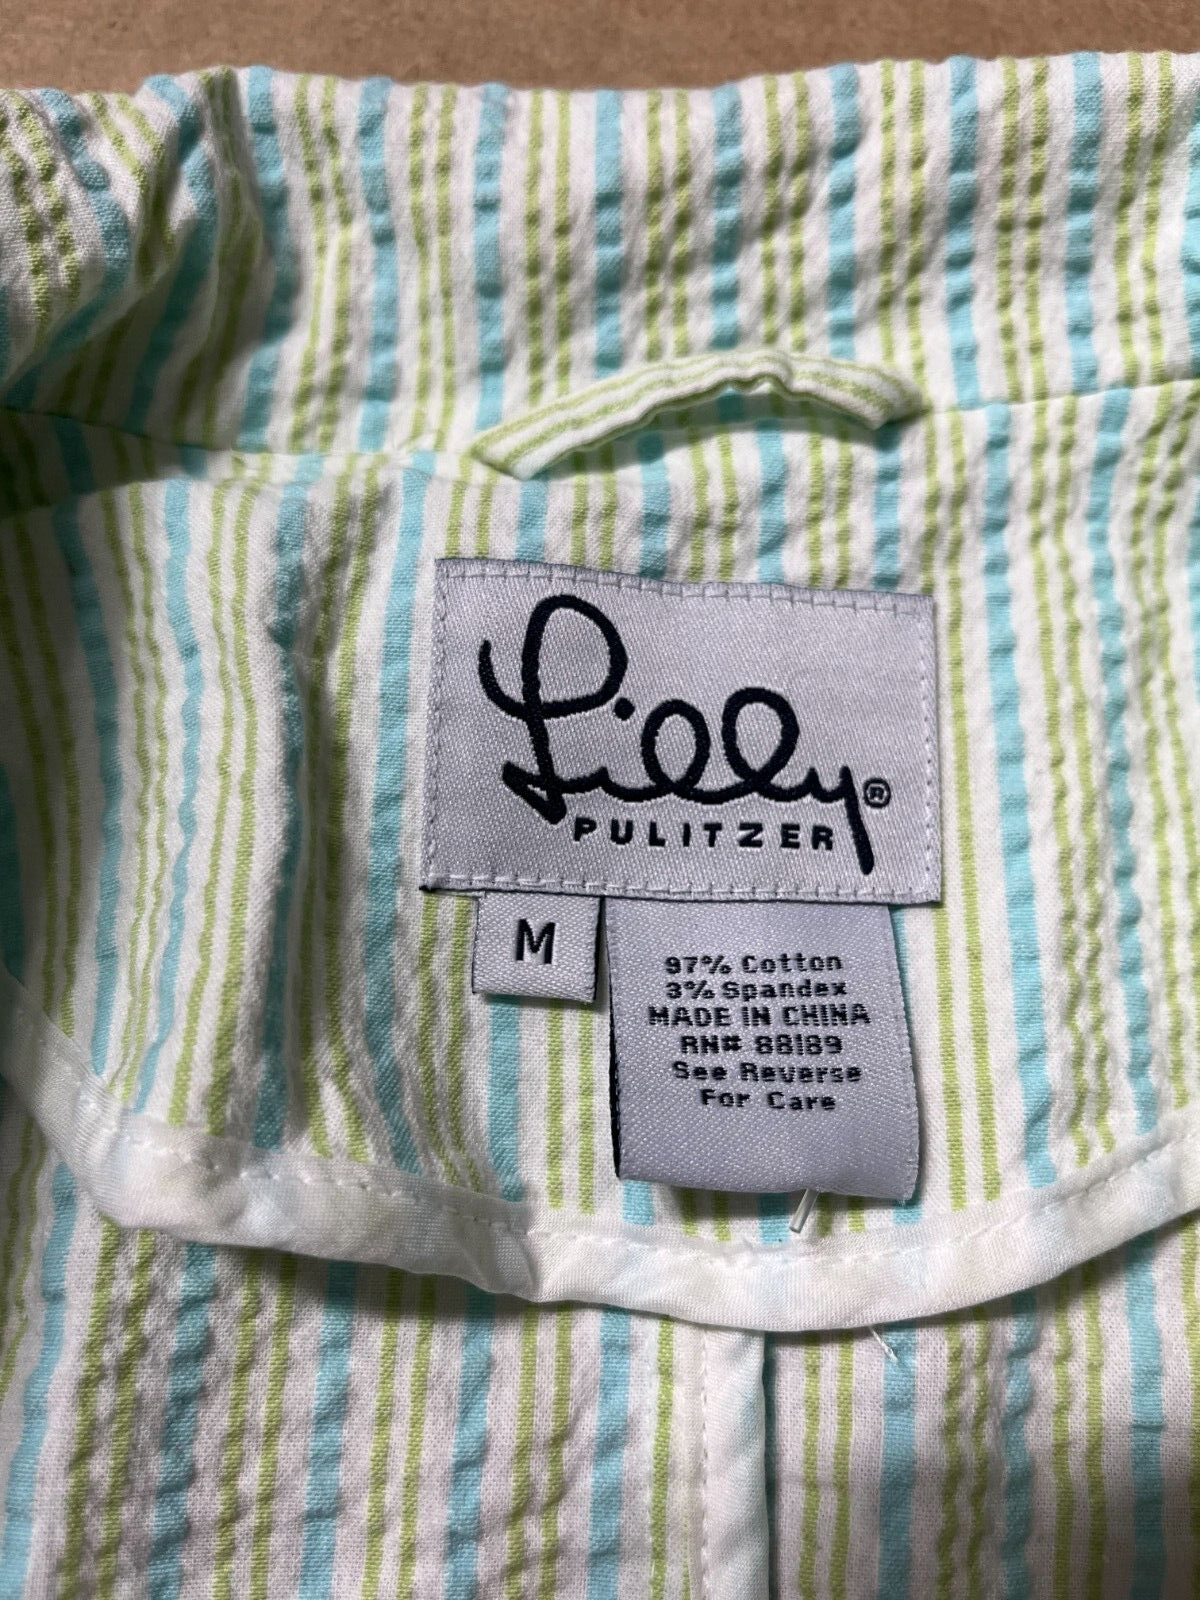 Lilly®
PULITZER
M
97% Cotton
3% Spandex
MADE IN CHINA
RN# 88189
See Reverse
For Care